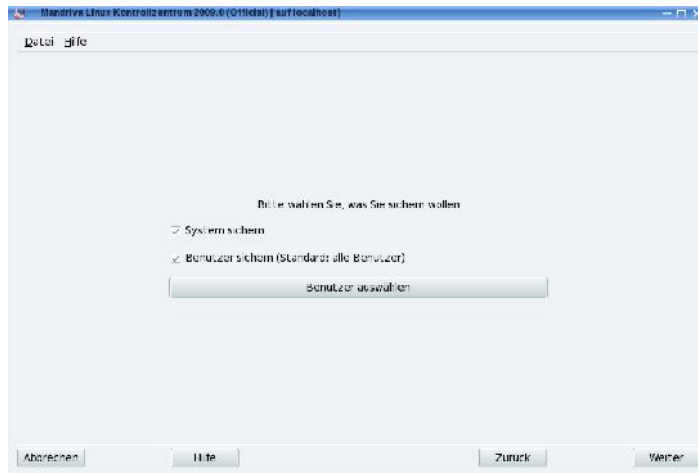 Mandriva Linux Kontrollzentrum 2009.0 (Official) [ auf localhost]
Datei Hilfe
Bitte wählen Sie, was Sie sichern wollen
System sichern
Benutzer sichern (Standard: alle Benutzer)
Benutzer auswählen
Abbrechen Hilfe Zurück Weiter